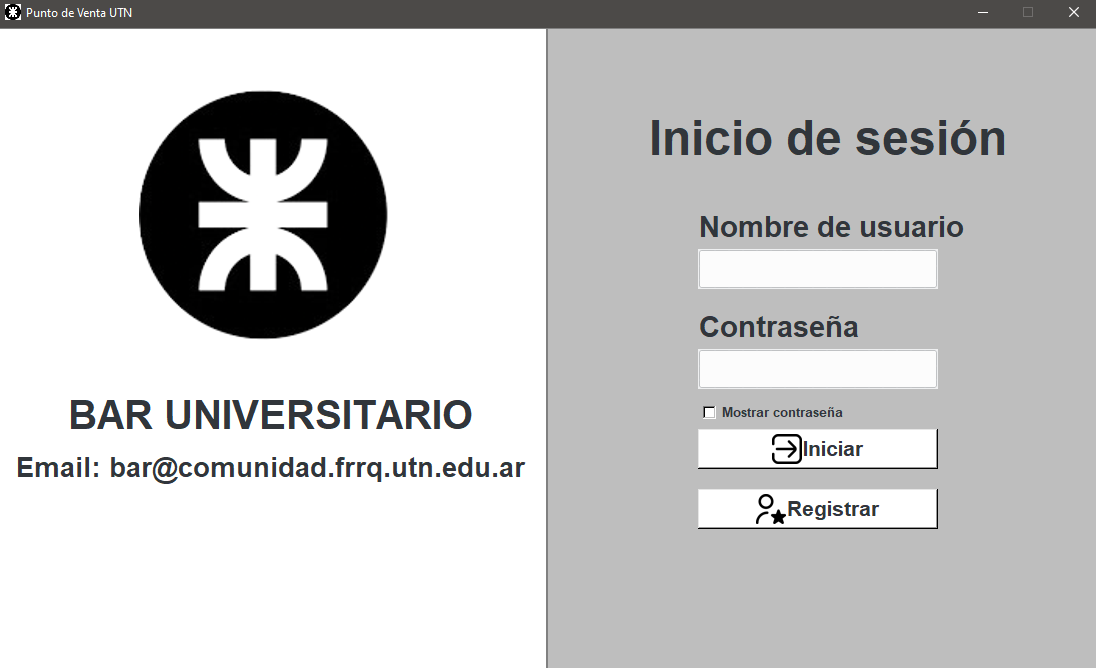 Punto de Venta UTN
BAR UNIVERSITARIO
Email: bar@comunidad.frrq.utn.edu.ar
Inicio de sesión
Nombre de usuario
Contraseña
Mostrar contraseña
Iniciar
Registrar